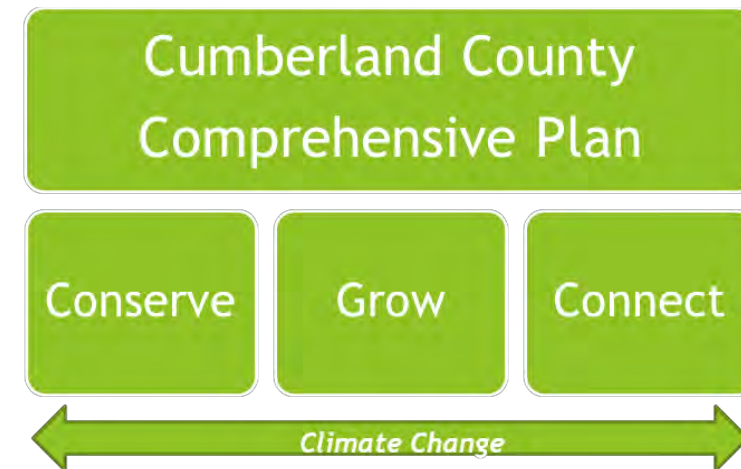 Cumberland County
Comprehensive Plan
Conserve
Grow
Connect
Climate Change